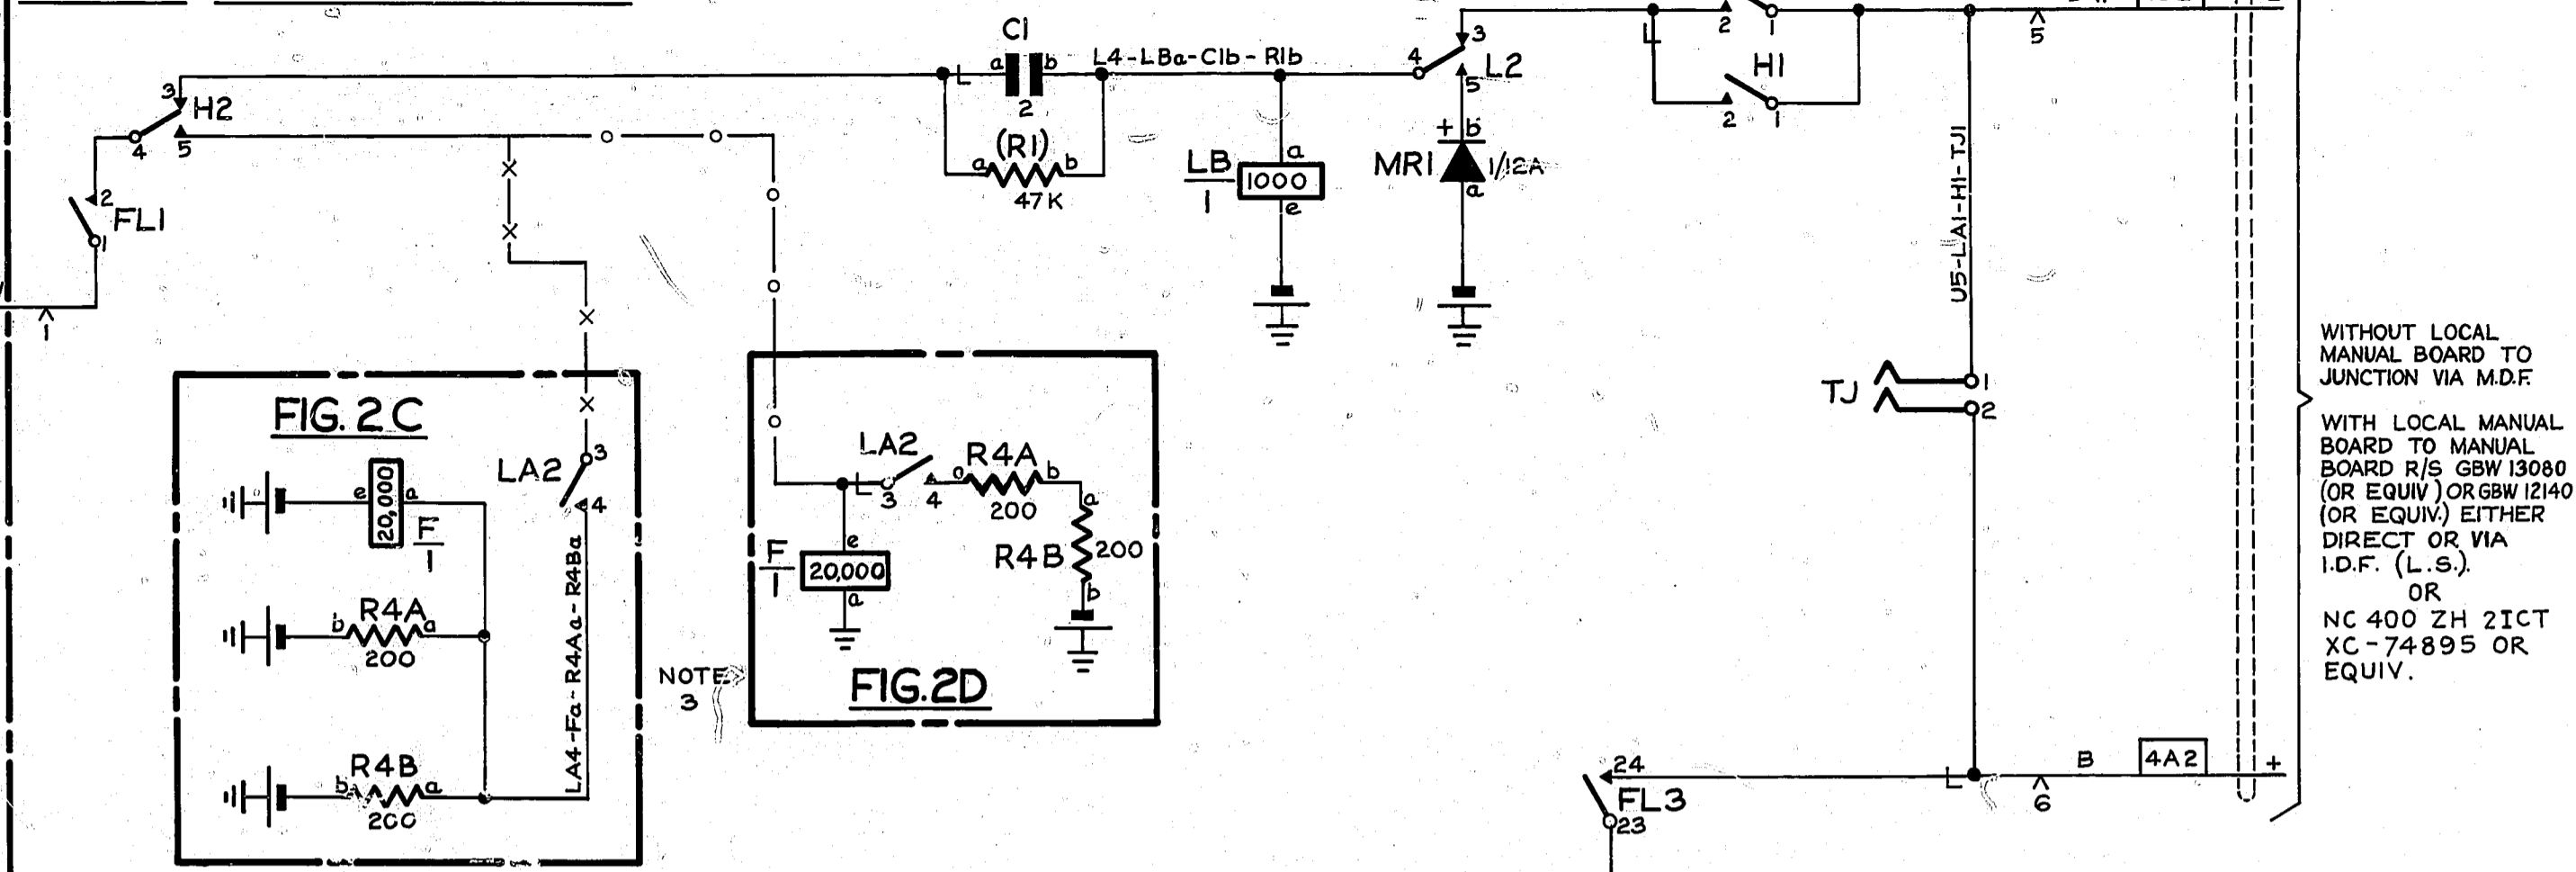 C1
a b
2
(R1)
a b
47K
L4-LBa-C1b-R1b
3
4
5
L2
+ b
MR1
1/12A
a
LB
1
a
1000
e
2 1
H1
2 1
5
U5-LA1-H1-TJ1
3
H2
4 5
2
FL1
1
1
FIG. 2C
e
20,000
a
F
1
LA2
3
4
R4A
b a
200
R4B
b a
200
LA4-Fa-R4Aa-R4Ba
NOTE
3
LA2
3 4
R4A
b
200
a
R4B
200
b
F
1
e
20,000
a
FIG.2D
TJ
1
2
24
FL3
23
L
6
B
4A2
+
WITHOUT LOCAL
MANUAL BOARD TO
JUNCTION VIA M.D.F.
WITH LOCAL MANUAL
BOARD TO MANUAL
BOARD R/S GBW 13080
(OR EQUIV) OR GBW 12140
(OR EQUIV.) EITHER
DIRECT OR VIA
I.D.F. (L.S.).
OR
NC 400 ZH 2ICT
XC-74895 OR
EQUIV.